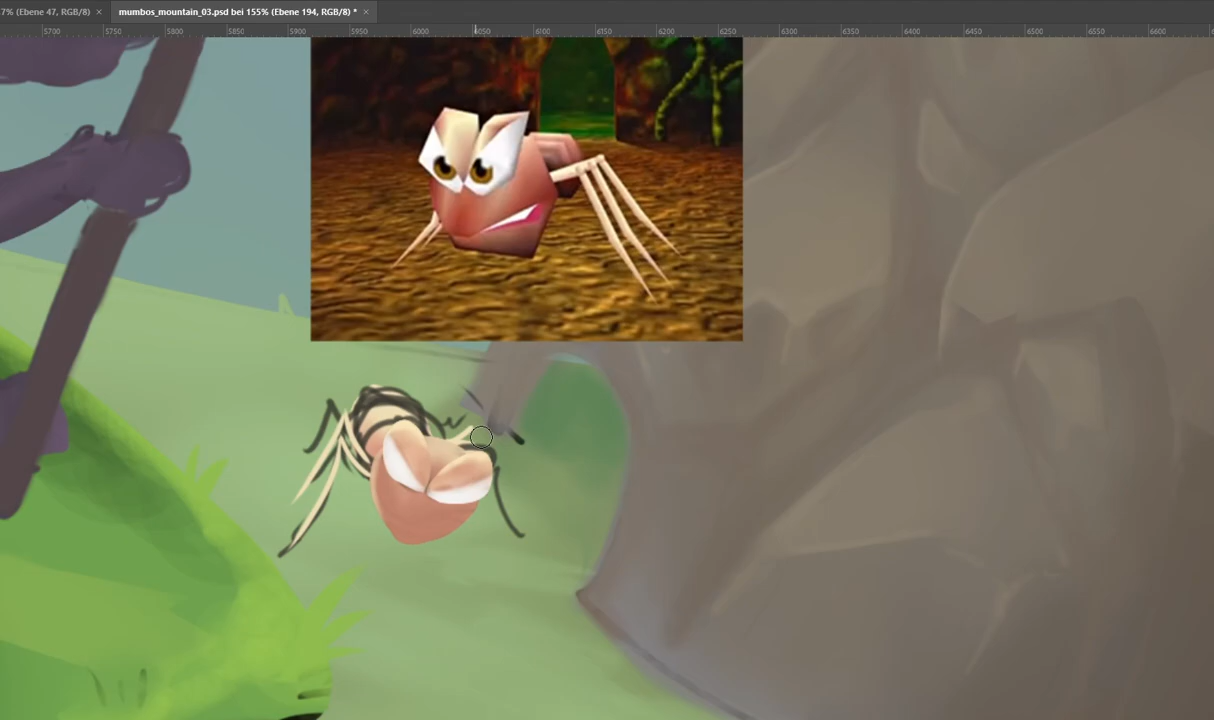 7% (Ebene 47, RGB/8) × mumbos_mountain_03.psd bei 155% (Ebene 194, RGB/8) * ×
5700 5750 5800 5850 5900 5950 6000 6050 6100 6150 6200 6250 6300 6350 6400 6450 6500 6550 6600